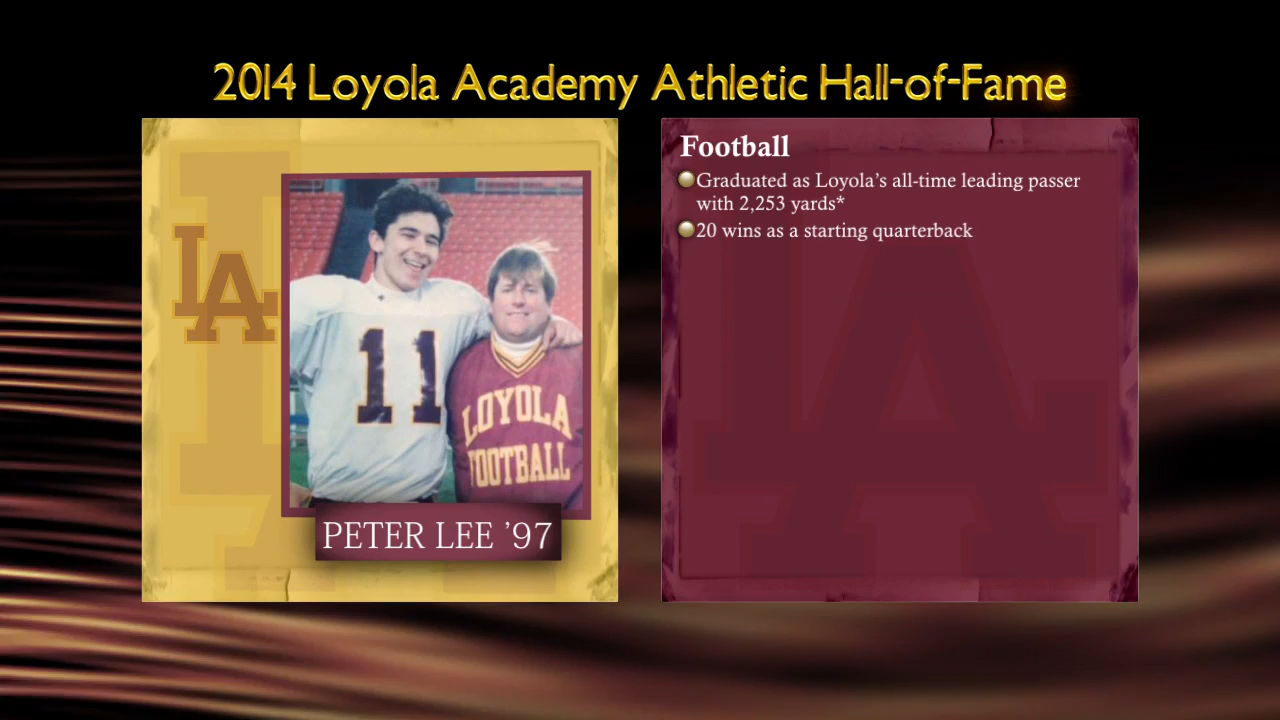 2014 Loyola Academy Athletic Hall-of-Fame
LA
11
LOYOLA
FOOTBALL
PETER LEE ’97
Football
Graduated as Loyola’s all-time leading passer
with 2,253 yards*
20 wins as a starting quarterback